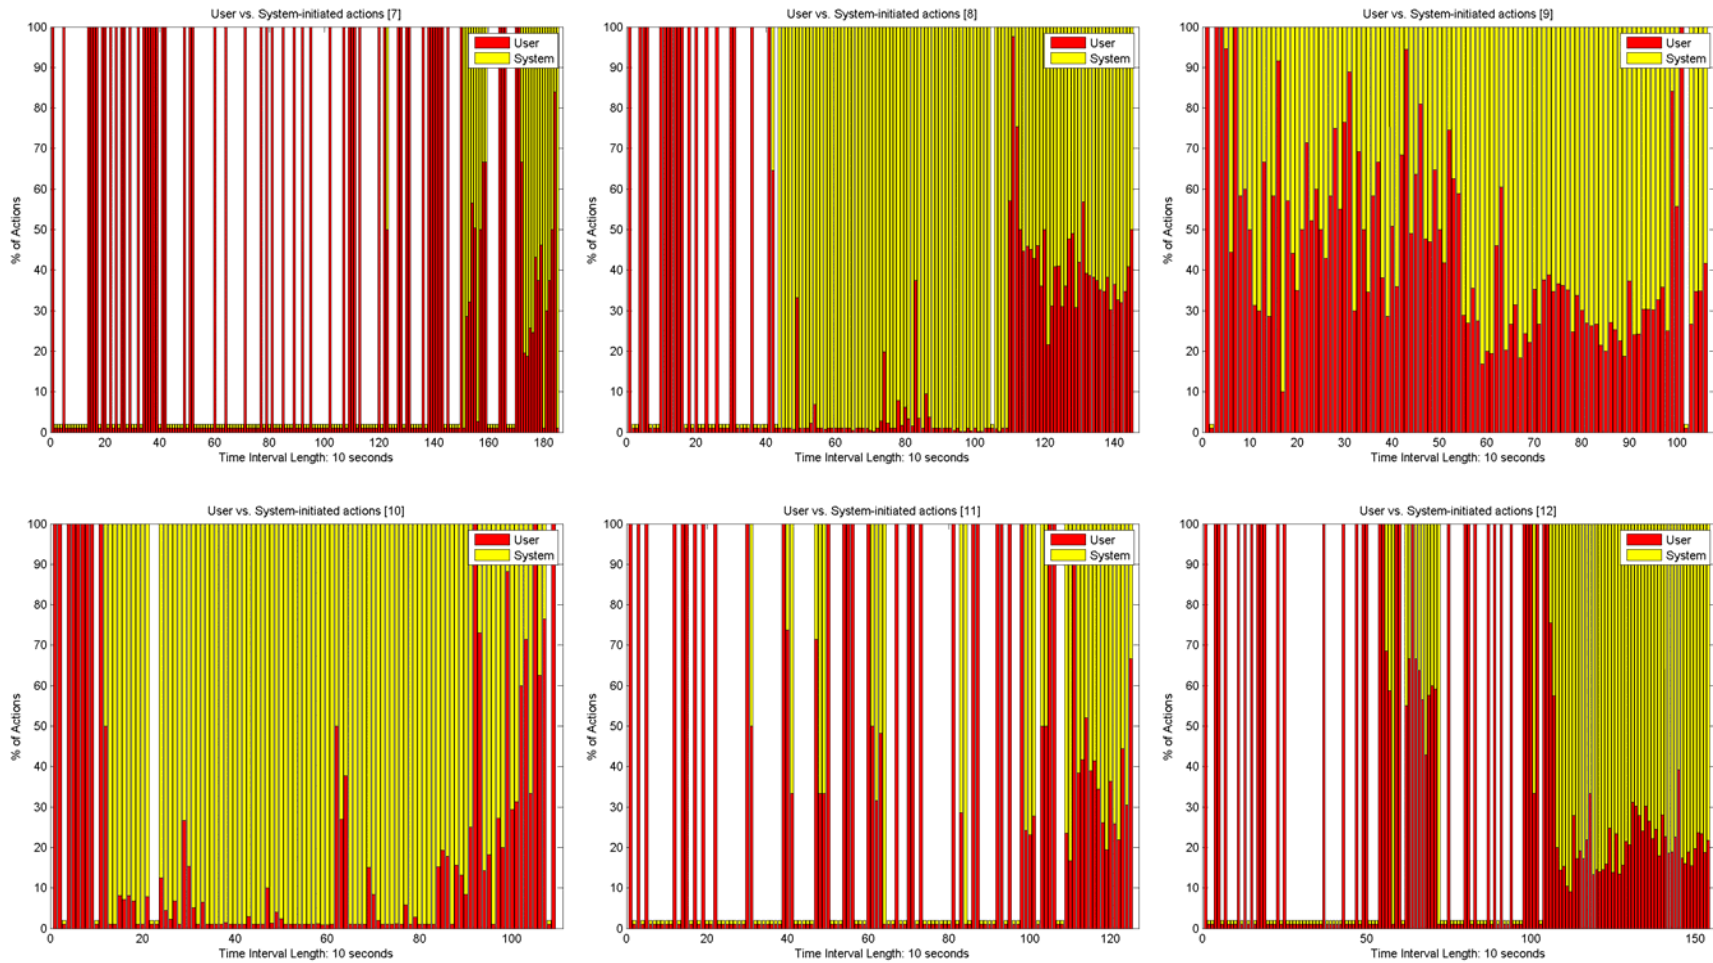 User vs. System-initiated actions [7]
100
90
80
70
60
50
40
30
20
10
0
% of Actions
User
System
0 20 40 60 80 100 120 140 160 180
Time Interval Length: 10 seconds
User vs. System-initiated actions [8]
100
90
80
70
60
50
40
30
20
10
0
% of Actions
User
System
0 20 40 60 80 100 120 140
Time Interval Length: 10 seconds
User vs. System-initiated actions [9]
100
90
80
70
60
50
40
30
20
10
0
% of Actions
User
System
0 10 20 30 40 50 60 70 80 90 100
Time Interval Length: 10 seconds
User vs. System-initiated actions [10]
100
90
80
70
60
50
40
30
20
10
0
% of Actions
User
System
0 20 40 60 80 100
Time Interval Length: 10 seconds
User vs. System-initiated actions [11]
100
90
80
70
60
50
40
30
20
10
0
% of Actions
User
System
0 20 40 60 80 100 120
Time Interval Length: 10 seconds
User vs. System-initiated actions [12]
100
90
80
70
60
50
40
30
20
10
0
% of Actions
User
System
0 50 100 150
Time Interval Length: 10 seconds